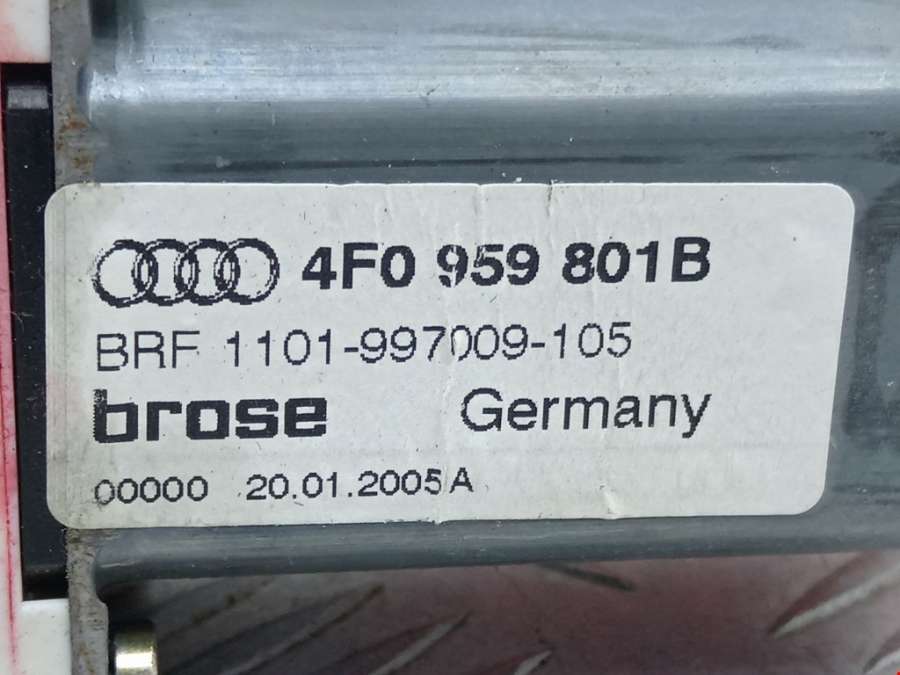 4F0 959 801B
BRF 1101-997009-105
brose Germany
00000 20.01.2005 A